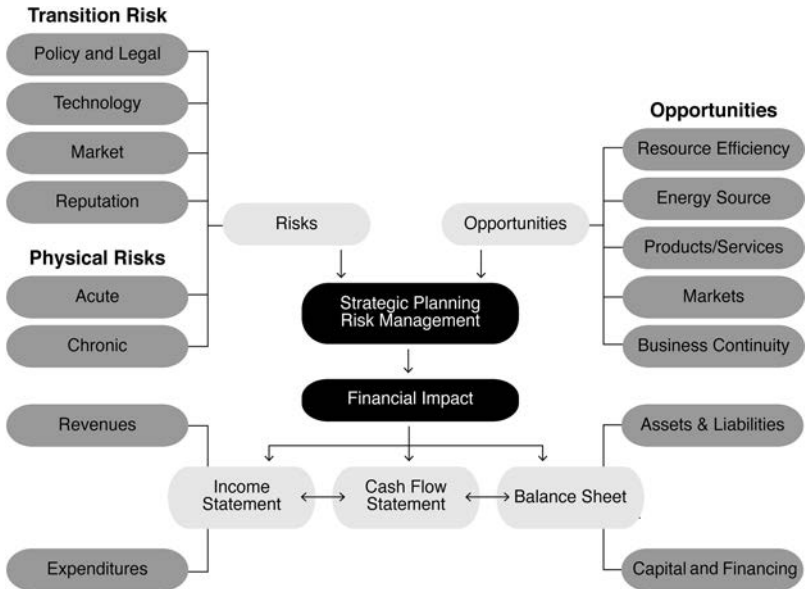 Transition Risk
Policy and Legal
Technology
Market
Reputation
Physical Risks
Acute
Chronic
Risks
Opportunities
Opportunities
Resource Efficiency
Energy Source
Products/Services
Markets
Business Continuity
Strategic Planning
Risk Management
Financial Impact
Revenues
Expenditures
Income
Statement
Cash Flow
Statement
Balance Sheet
Assets & Liabilities
Capital and Financing